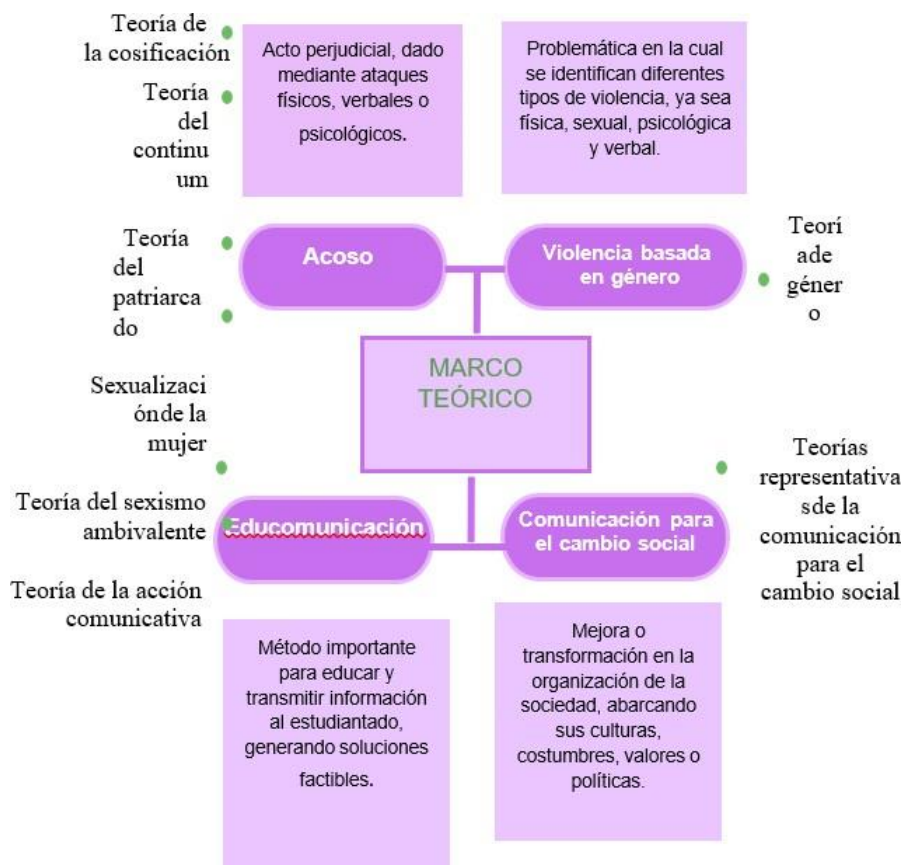 Teoría de
la cosificación
Teoría
del
continu
um
Acto perjudicial, dado
mediante ataques
físicos, verbales o
psicológicos.
Problemática en la cual
se identifican diferentes
tipos de violencia, ya sea
física, sexual, psicológica
y verbal.
Teoría
del
patriarca
do
Acoso
Violencia basada
en género
Teorí
ade
géner
o
MARCO
TEÓRICO
Sexualizaci
ónde la
mujer
Teoría del sexismo
ambivalente
Teoría de la acción
comunicativa
Educomunicación
Comunicación para
el cambio social
Teorías
representativa
sde la
comunicación
para el
cambio social
Método importante
para educar y
transmitir información
al estudiantado,
generando soluciones
factibles.
Mejora o
transformación en la
organización de la
sociedad, abarcando
sus culturas,
costumbres, valores o
políticas.